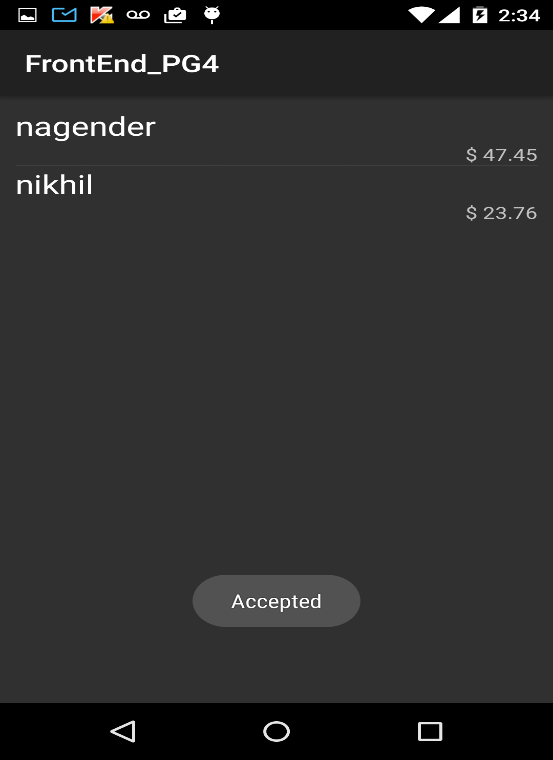 2:34
FrontEnd_PG4
nagender
$ 47.45
nikhil
$ 23.76
Accepted